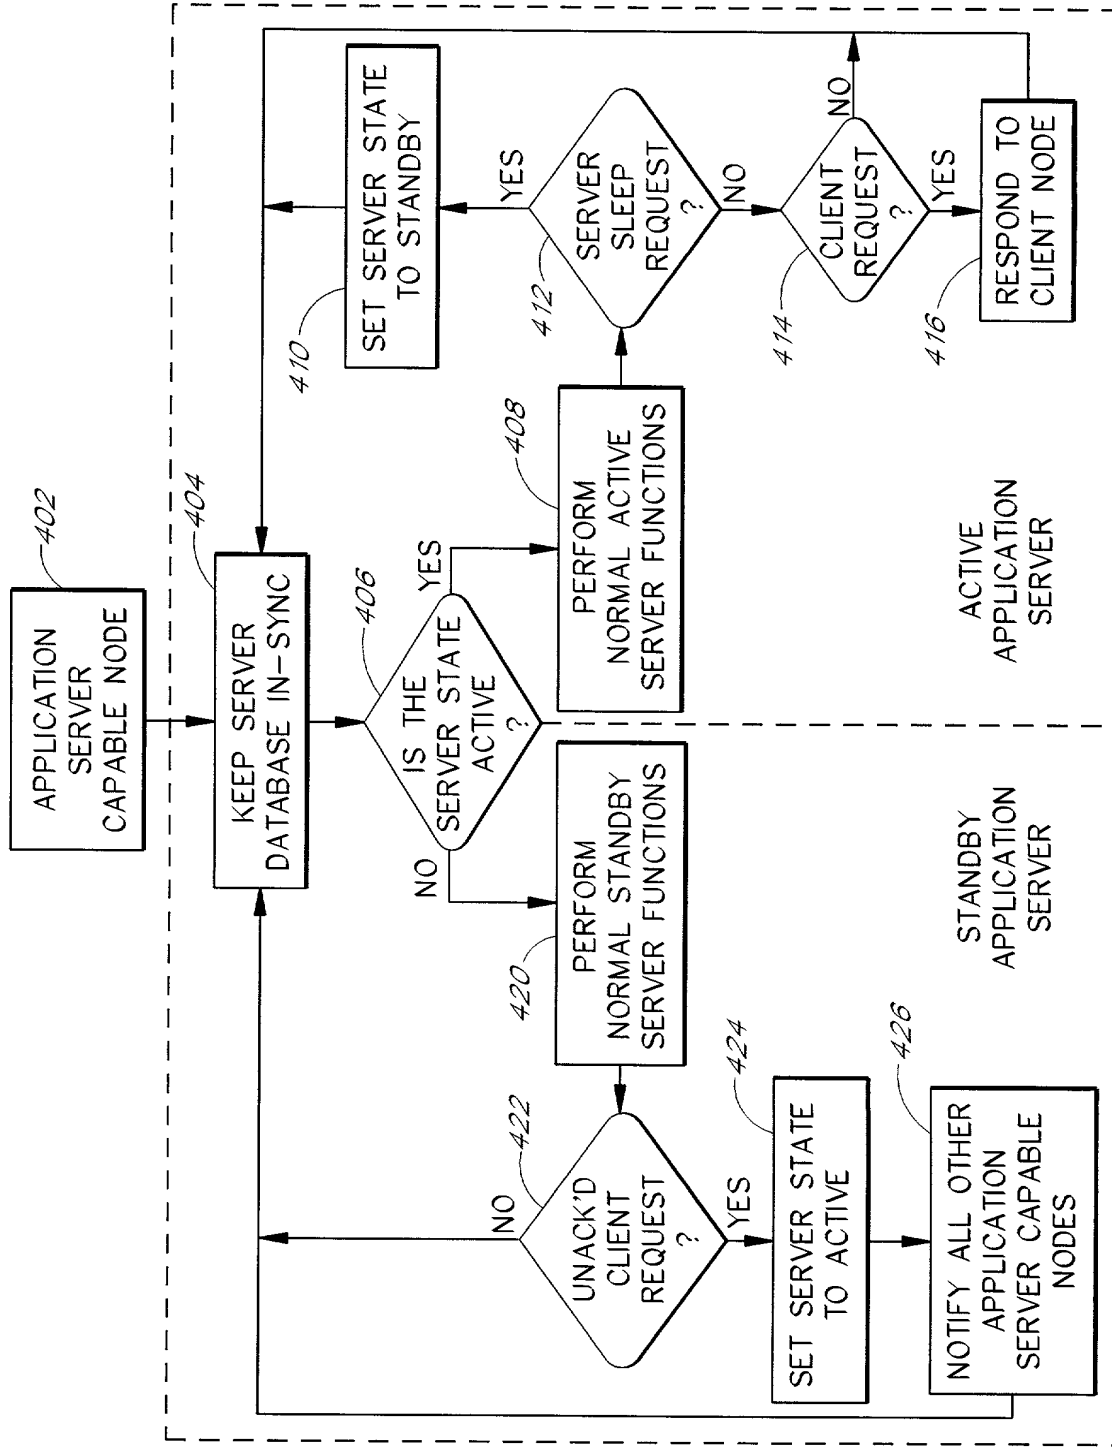 402
APPLICATION
SERVER
CAPABLE NODE
404
KEEP SERVER
DATABASE IN-SYNC
406
IS THE
SERVER STATE
ACTIVE
?
YES
NO
408
PERFORM
NORMAL ACTIVE
SERVER FUNCTIONS
410
SET SERVER STATE
TO STANDBY
YES
412
SERVER
SLEEP
REQUEST
?
NO
414
CLIENT
REQUEST
?
NO
YES
416
RESPOND TO
CLIENT NODE
ACTIVE
APPLICATION
SERVER
420
PERFORM
NORMAL STANDBY
SERVER FUNCTIONS
422
NO
UNACK'D
CLIENT
REQUEST
?
YES
424
SET SERVER STATE
TO ACTIVE
426
NOTIFY ALL OTHER
APPLICATION
SERVER CAPABLE
NODES
STANDBY
APPLICATION
SERVER